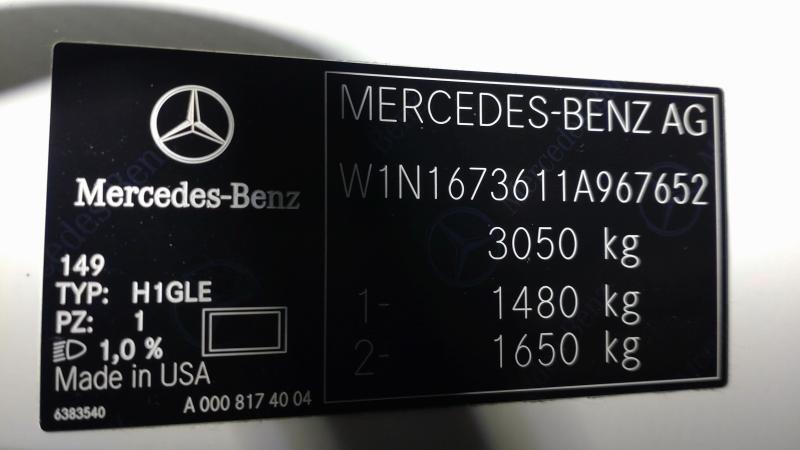 Mercedes-Benz
149
TYP: H1GLE
PZ: 1
1,0 %
Made in USA
6383540
A 000 817 40 04
MERCEDES-BENZ AG
W1N1673611A967652
3050 kg
1- 1480 kg
2- 1650 kg